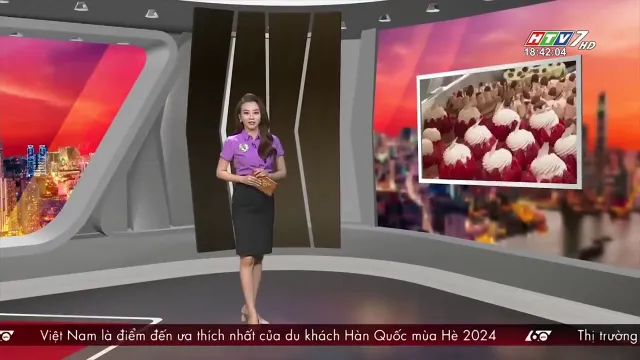 HTV7 HD
18:42:04
Việt Nam là điểm đến ưa thích nhất của du khách Hàn Quốc mùa Hè 2024
Thị trường